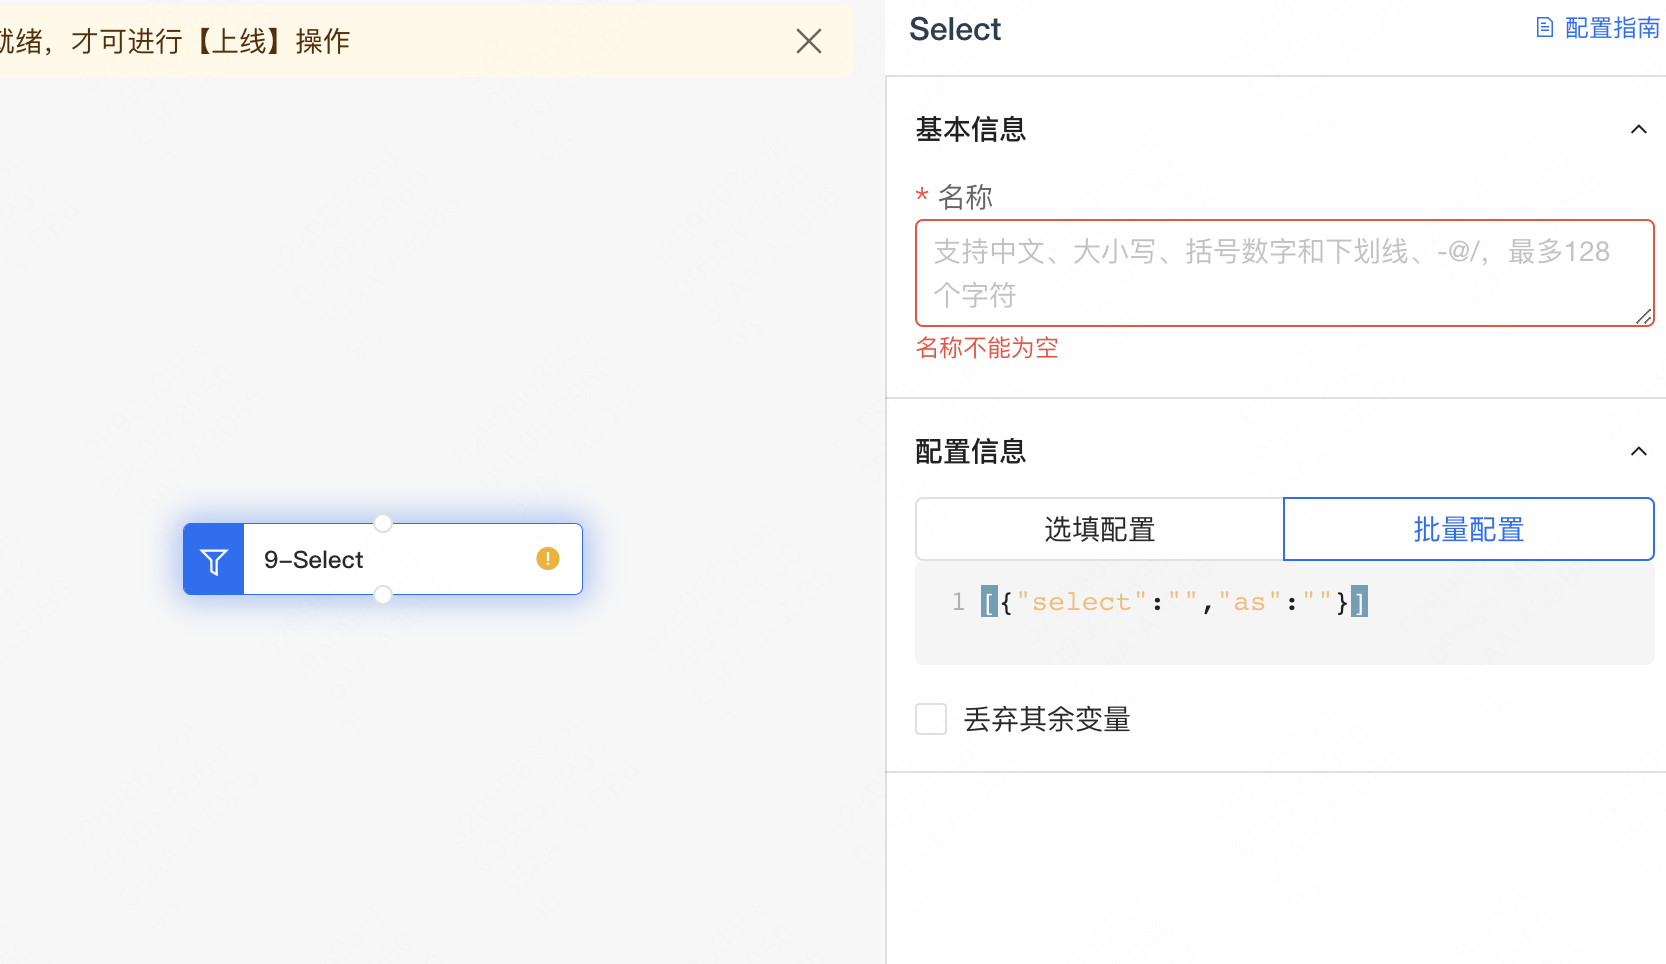 绪，才可进行【上线】操作
Select
配置指南
基本信息
* 名称
支持中文、大小写、括号数字和下划线、-@/，最多128
个字符
名称不能为空
配置信息
选填配置
批量配置
9-Select
1 [{"select":"","as":""}]
丢弃其余变量